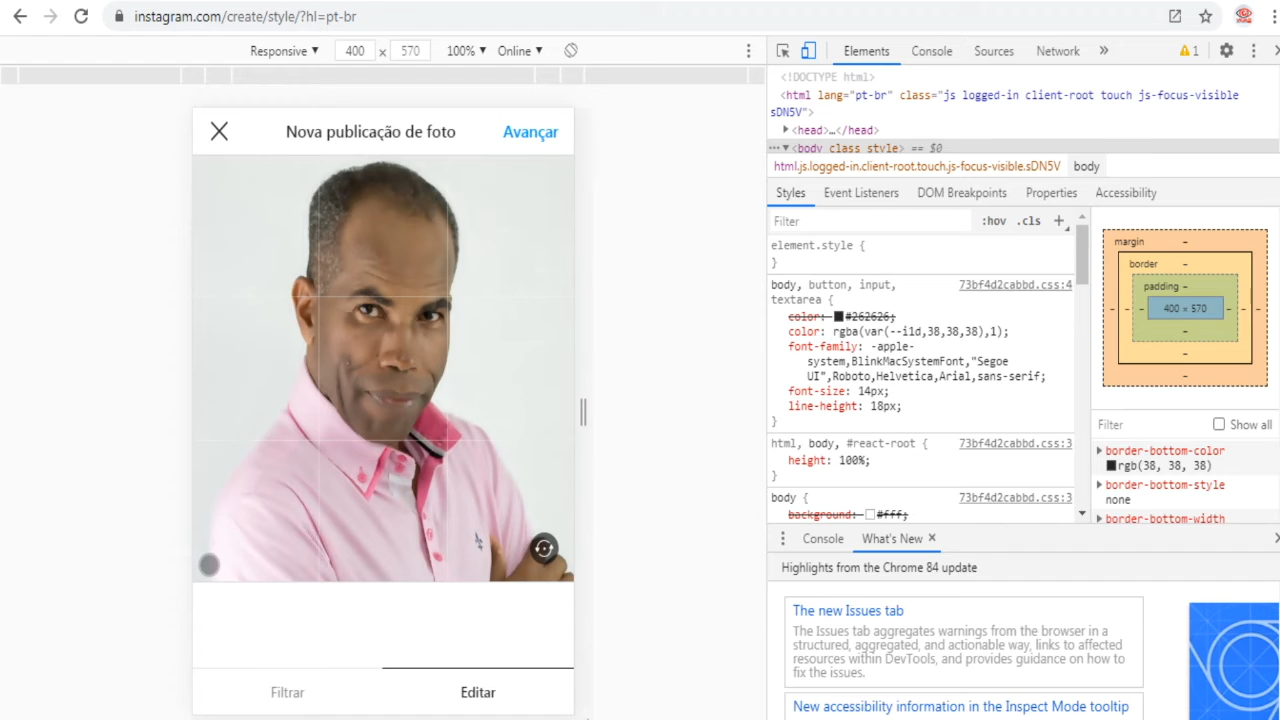 instagram.com/create/style/?hl=pt-br
Responsive ▼ 400 x 570 100% ▼ Online ▼
Elements Console Sources Network » 1
<!DOCTYPE html>
<html lang="pt-br" class="js logged-in client-root touch js-focus-visible
sDN5V">
▶<head>…</head>
⋯▼<body class style> == $0
html.js.logged-in.client-root.touch.js-focus-visible.sDN5V body
Styles Event Listeners DOM Breakpoints Properties Accessibility
Filter :hov .cls +
element.style {
}
body, button, input, 73bf4d2cabbd.css:4
textarea {
color: #262626;
color: rgba(var(--i1d,38,38,38),1);
font-family: -apple-
system,BlinkMacSystemFont,"Segoe
UI",Roboto,Helvetica,Arial,sans-serif;
font-size: 14px;
line-height: 18px;
}
html, body, #react-root { 73bf4d2cabbd.css:3
height: 100%;
}
body { 73bf4d2cabbd.css:3
background: #fff;
margin -
border -
padding -
- - - 400 × 570 - - -
-
-
-
Filter Show all
▶border-bottom-color
rgb(38, 38, 38)
▶border-bottom-style
none
▶border-bottom-width
Nova publicação de foto Avançar
Filtrar Editar
Console What's New ×
Highlights from the Chrome 84 update
The new Issues tab
The Issues tab aggregates warnings from the browser in a
structured, aggregated, and actionable way, links to affected
resources within DevTools, and provides guidance on how to
fix the issues.
New accessibility information in the Inspect Mode tooltip